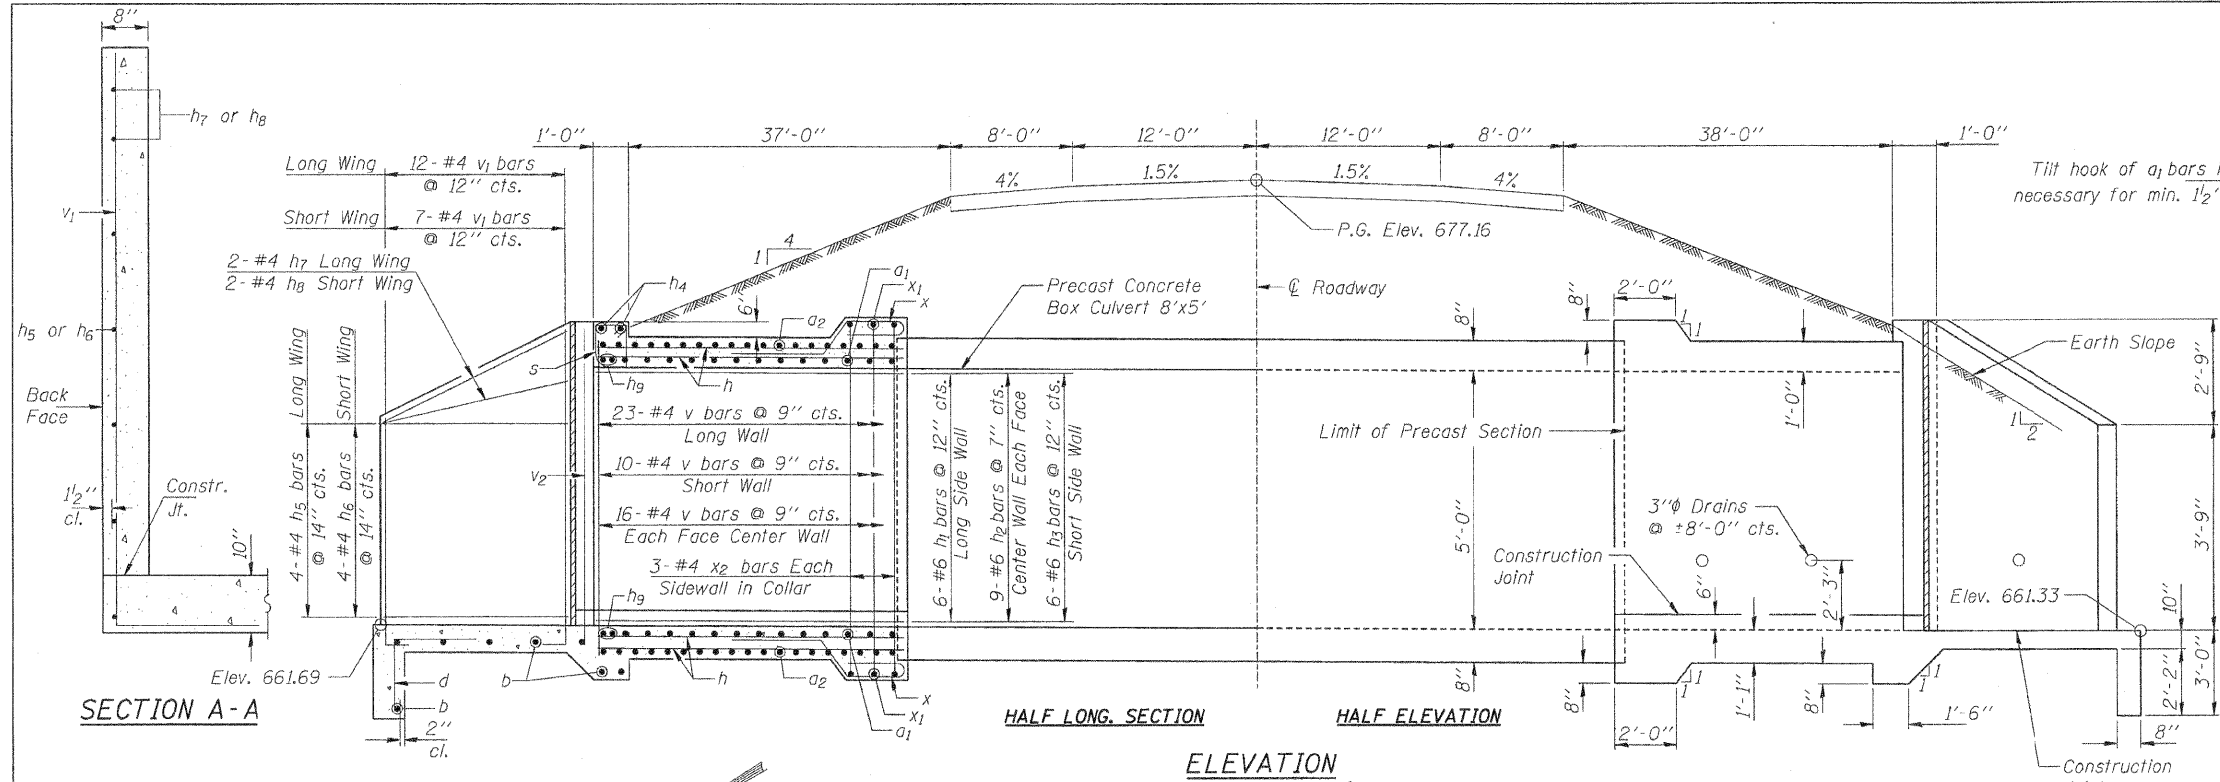 8"
h7 or h8
v1
h5 or h6
Back
Face
1½"
cl.
Constr.
Jt.
10"
SECTION A-A
Long Wing 12-#4 v1 bars
@ 12" cts.
Short Wing 7-#4 v1 bars
@ 12" cts.
2-#4 h7 Long Wing
2-#4 h8 Short Wing
4-#4 h5 bars Long Wing
@ 14" cts.
4-#4 h6 bars Short Wing
@ 14" cts.
Elev. 661.69
d
b
2"
cl.
b
1'-0" 37'-0" 8'-0" 12'-0" 12'-0" 8'-0" 38'-0" 1'-0"
4% 1.5% 1.5% 4%
1 4
P.G. Elev. 677.16
℄ Roadway
h4
6"
a1
x1
x
a2
Precast Concrete
Box Culvert 8'x5'
s
h9
h
23-#4 v bars @ 9" cts.
Long Wall
10-#4 v bars @ 9" cts.
Short Wall
v2
16-#4 v bars @ 9" cts.
Each Face Center Wall
3-#4 x2 bars Each
Sidewall in Collar
h9
h
a2
x
x1
a1
6-#6 h1 bars @ 12" cts.
Long Side Wall
9-#6 h2 bars @ 7" cts.
Center Wall Each Face
6-#6 h3 bars @ 12" cts.
Short Side Wall
HALF LONG. SECTION
HALF ELEVATION
ELEVATION
8"
5'-0"
8"
Limit of Precast Section
Construction
Joint
3"ϕ Drains
@ ±8'-0" cts.
2'-0"
8"
1 1
1'-0"
6"
2'-3"
8"
2'-0"
1 1
1'-1"
8"
1 1
1'-6"
Tilt hook of a1 bars
necessary for min. 1½"
Earth Slope
1 2
2'-9"
3'-9"
Elev. 661.33
10"
2'-2"
3'-0"
8"
Construction